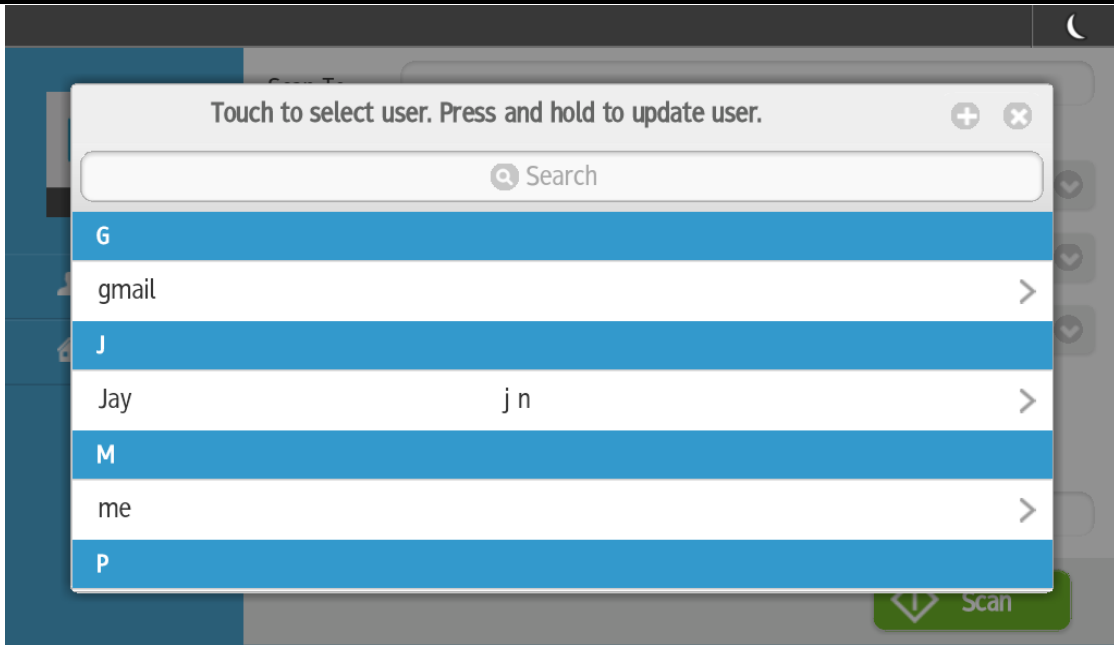 Touch to select user. Press and hold to update user.
Search
G
gmail
J
Jay j n
M
me
P
Scan